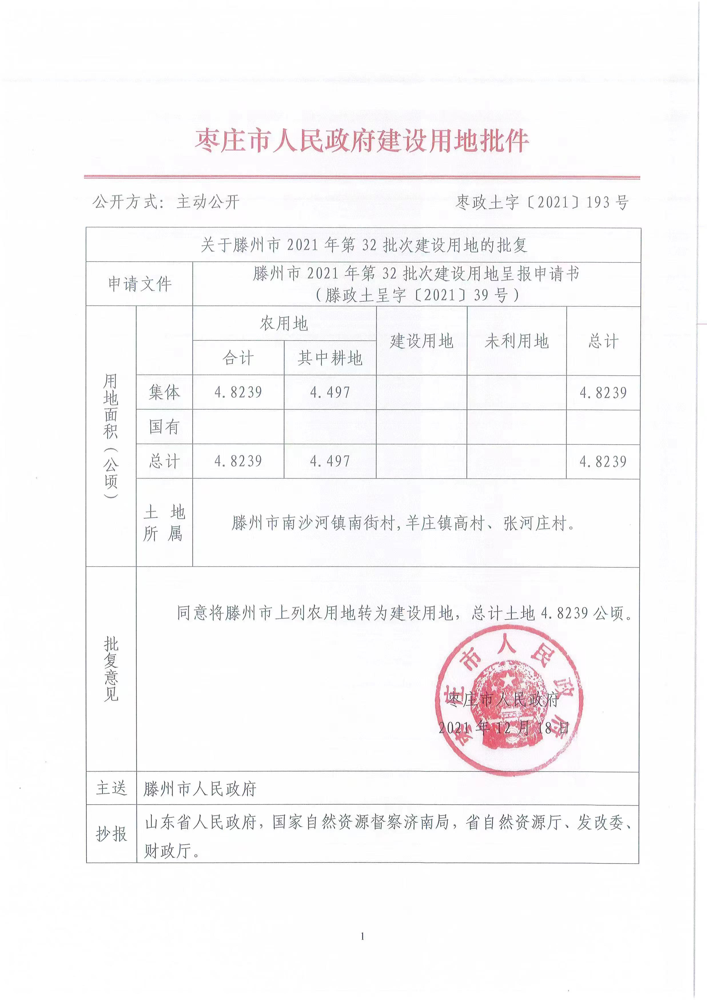 枣庄市人民政府建设用地批件
公开方式：主动公开
枣政土字〔2021〕193号
关于滕州市2021年第32批次建设用地的批复
申请文件
滕州市2021年第32批次建设用地呈报申请书
（滕政土呈字〔2021〕39号）
用地面积（公顷）
农用地
建设用地
未利用地
总计
合计
其中耕地
集体
4.8239
4.497
4.8239
国有
总计
4.8239
4.497
4.8239
土地
所属
滕州市南沙河镇南街村,羊庄镇高村、张河庄村。
批复意见
同意将滕州市上列农用地转为建设用地，总计土地4.8239公顷。
枣庄市人民政府
枣庄市人民政府
2021年12月18日
主送
滕州市人民政府
抄报
山东省人民政府，国家自然资源督察济南局，省自然资源厅、发改委、
财政厅。
1